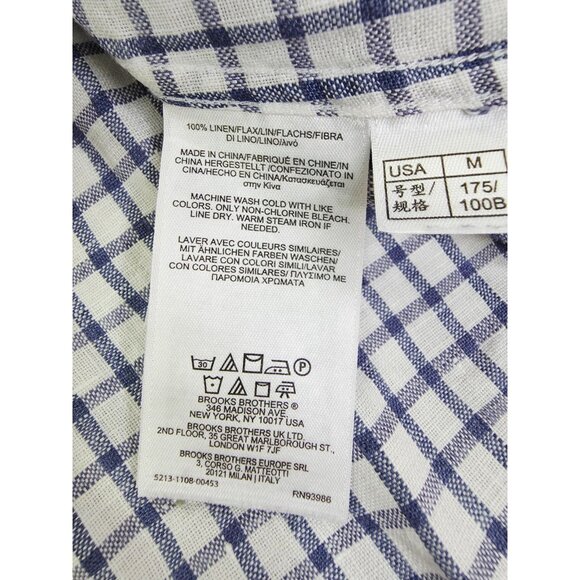 100% LINEN/FLAX/LIN/FLACHS/FIBRA
DI LINO/LINO/λινό
MADE IN CHINA/FABRIQUÉ EN CHINE/IN
CHINA HERGESTELLT /CONFEZIONATO IN
CINA/HECHO EN CHINA/Κατασκευάζεται
στην Κίνα
MACHINE WASH COLD WITH LIKE
COLORS. ONLY NON-CHLORINE BLEACH.
LINE DRY. WARM STEAM IRON IF
NEEDED.
LAVER AVEC COULEURS SIMILAIRES/
MIT ÄHNLICHEN FARBEN WASCHEN/
LAVARE CON COLORI SIMILI/LAVAR
CON COLORES SIMILARES/ ΠΛΥΣΙΜΟ ΜΕ
ΠΑΡΟΜΟΙΑ ΧΡΩΜΑΤΑ
30 P
BROOKS BROTHERS ®
346 MADISON AVE.
NEW YORK, NY 10017 USA
BROOKS BROTHERS UK LTD.
2ND FLOOR, 35 GREAT MARLBOROUGH ST.
LONDON W1F 7JF
BROOKS BROTHERS EUROPE SRL
3, CORSO G. MATTEOTTI
20121 MILAN | ITALY
5213-1108-00453 RN93986
USA M
号型/ 175/
规格 100B